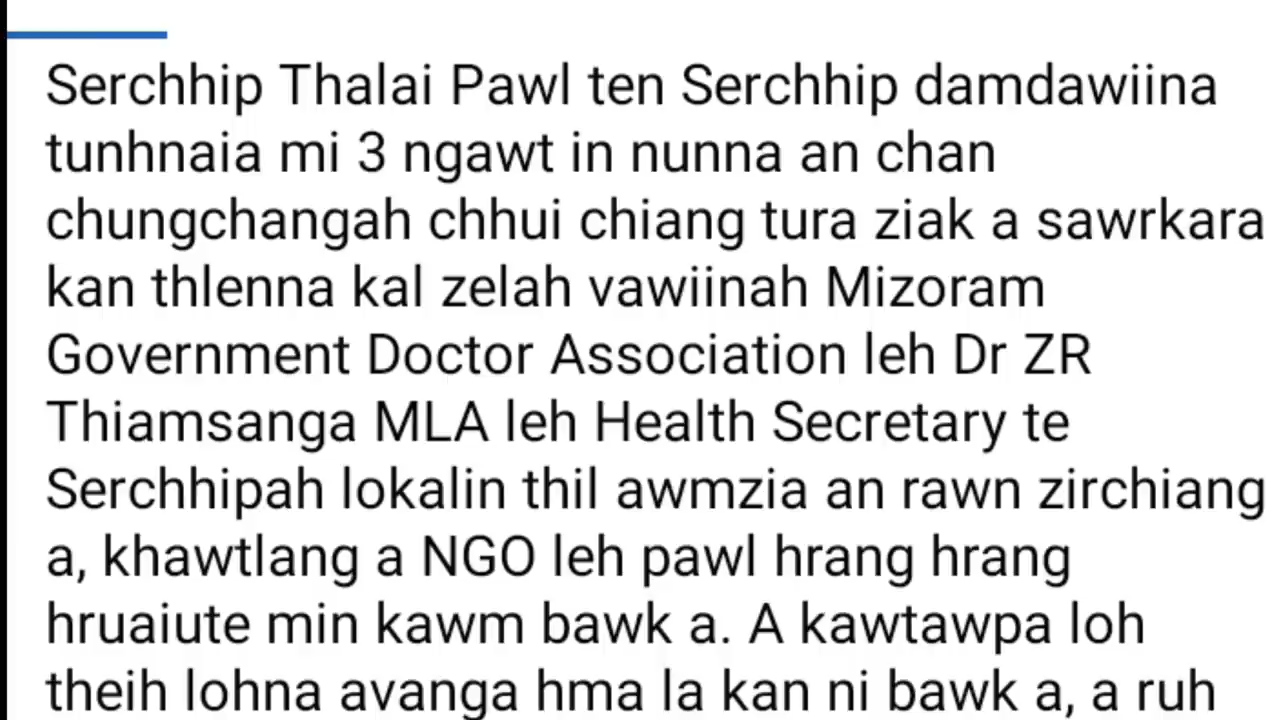 Serchhip Thalai Pawl ten Serchhip damdawiina
tunhnaia mi 3 ngawt in nunna an chan
chungchangah chhui chiang tura ziak a sawrkara
kan thlenna kal zelah vawiinah Mizoram
Government Doctor Association leh Dr ZR
Thiamsanga MLA leh Health Secretary te
Serchhipah lokalin thil awmzia an rawn zirchiang
a, khawtlang a NGO leh pawl hrang hrang
hruaiute min kawm bawk a. A kawtawpa loh
theih lohna avanga hma la kan ni bawk a, a ruh